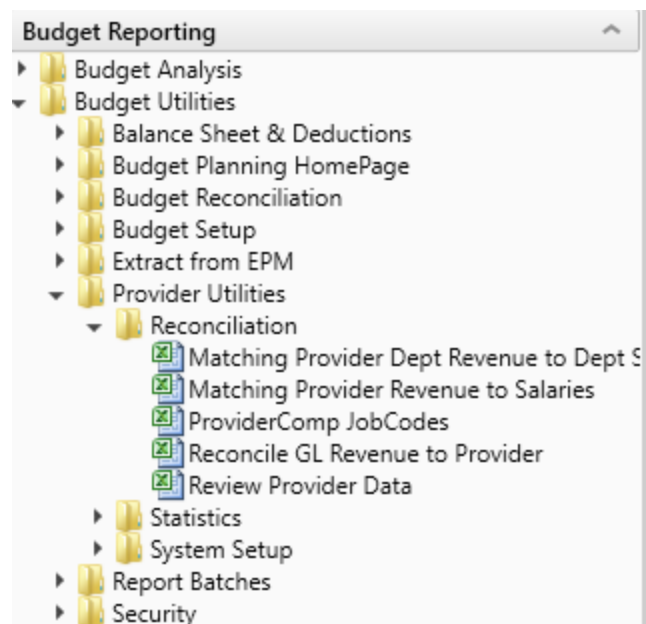 Budget Reporting
Budget Analysis
Budget Utilities
Balance Sheet & Deductions
Budget Planning HomePage
Budget Reconciliation
Budget Setup
Extract from EPM
Provider Utilities
Reconciliation
Matching Provider Dept Revenue to Dept S
Matching Provider Revenue to Salaries
ProviderComp JobCodes
Reconcile GL Revenue to Provider
Review Provider Data
Statistics
System Setup
Report Batches
Security